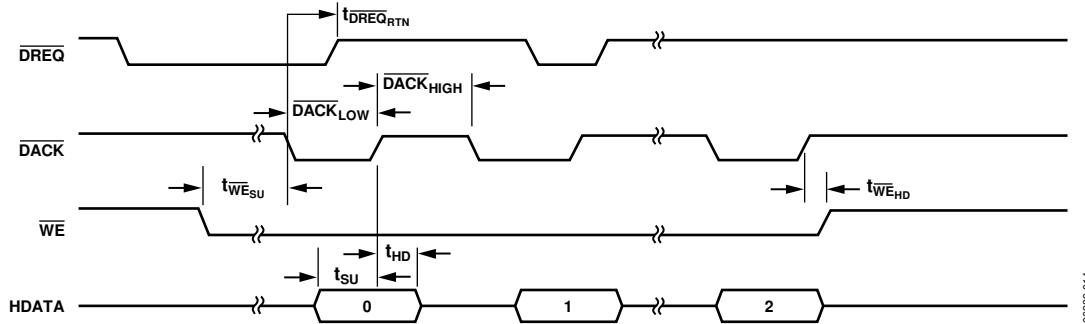 tDREQRTN
DREQ
DACKHIGH
DACKLOW
DACK
tWESU
tWEHD
WE
tHD
tSU
HDATA
0
1
2